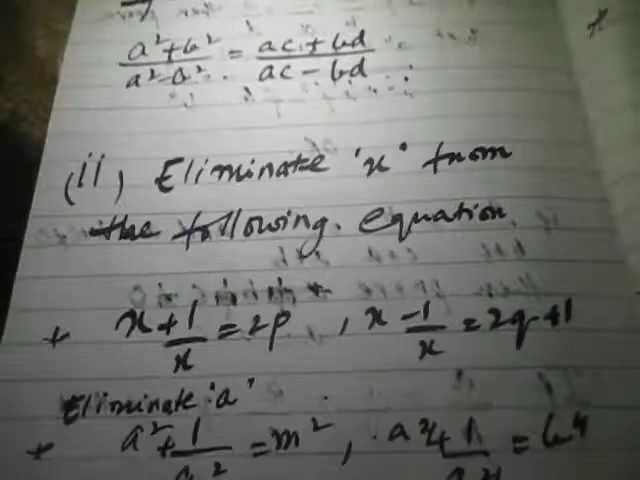 a²+b²/a²-b² = ac+bd/ac-bd
(ii) Eliminate 'x' from
the following. equation.
* x+1/x = 2p , x-1/x = 2q+1
Eliminate 'a'
* a²+1/a² = m² , a⁴+1/a⁴ = b⁴